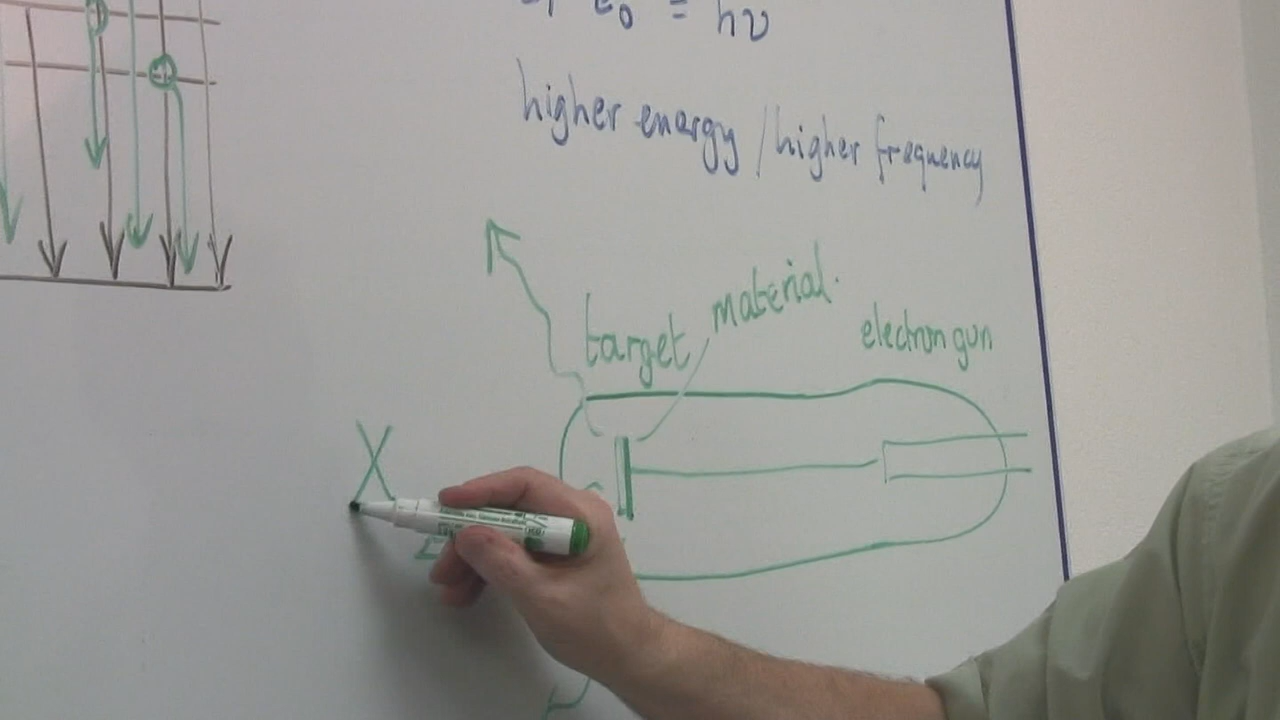 E₀ = hν
higher energy / higher frequency
target material.
electron gun
X